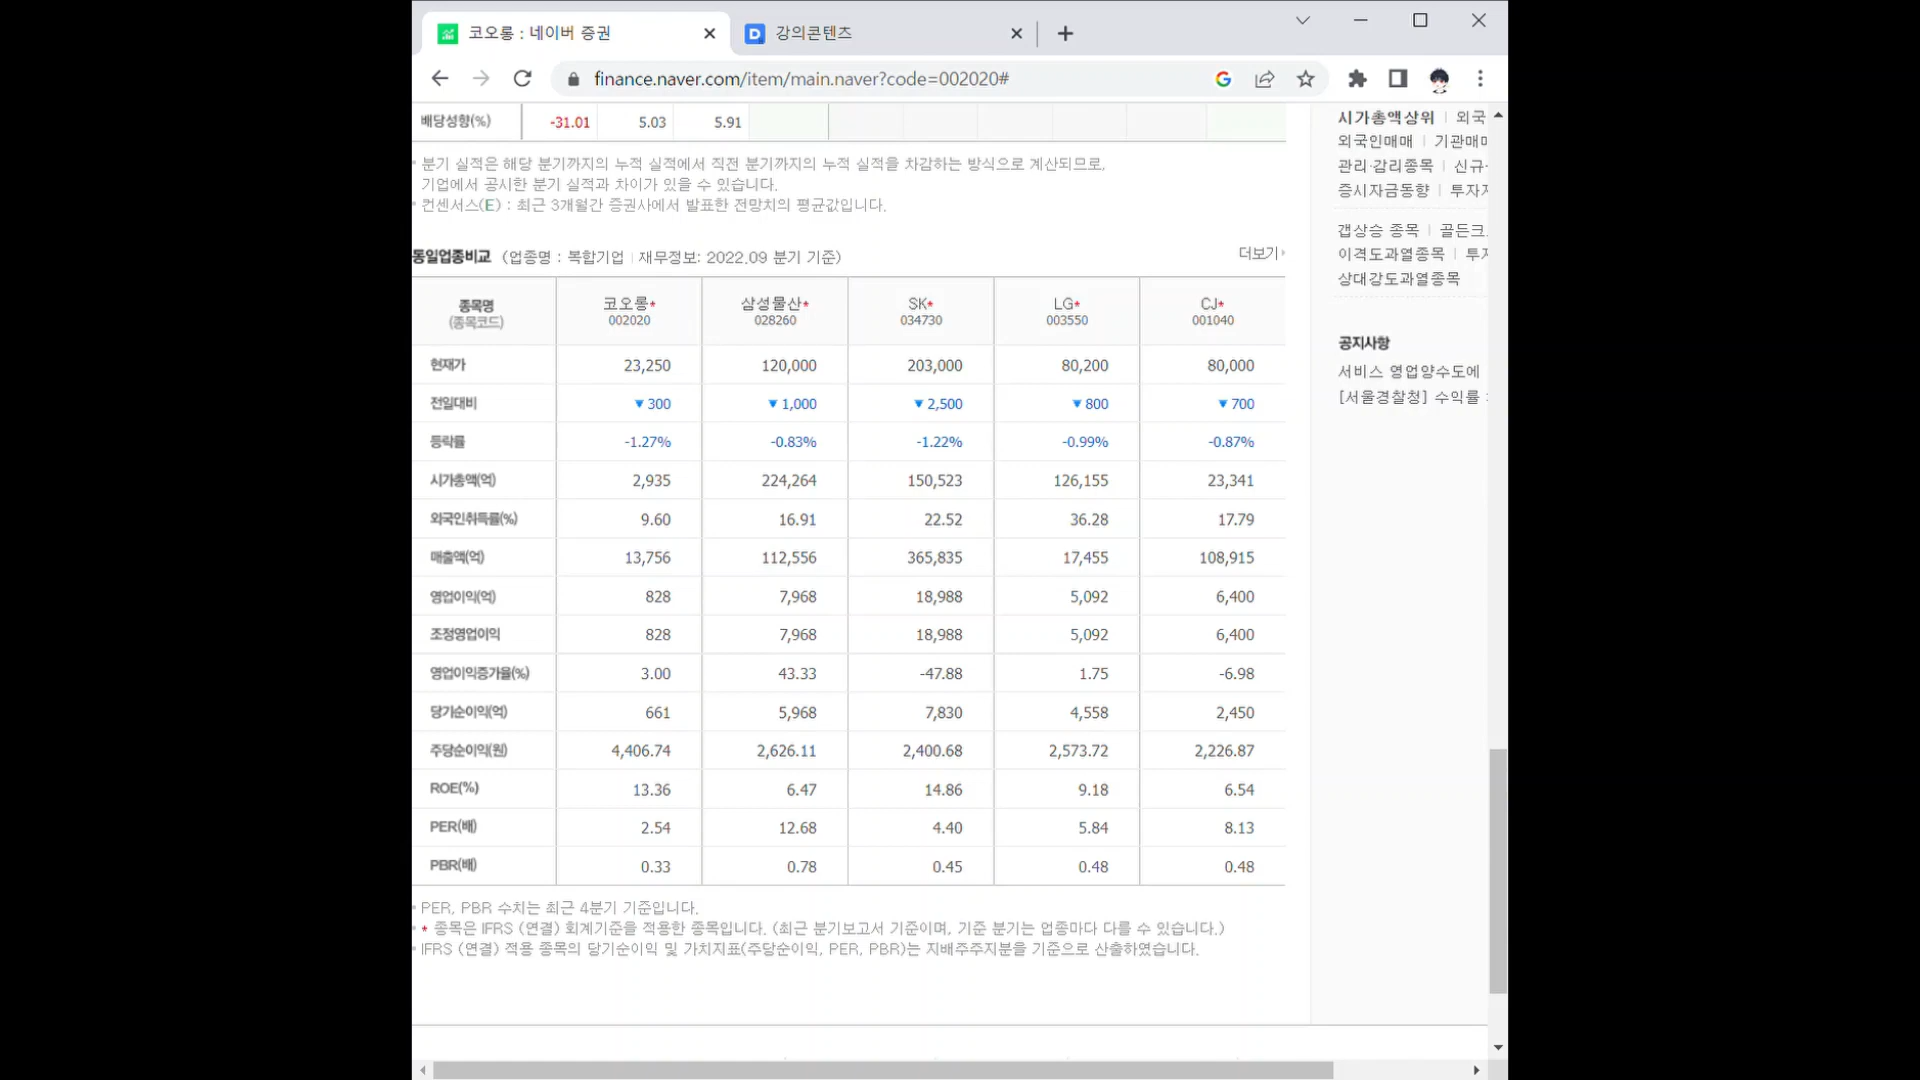 코오롱 : 네이버 증권
강의콘텐츠
finance.naver.com/item/main.naver?code=002020#
배당성향(%) -31.01 5.03 5.91
분기 실적은 해당 분기까지의 누적 실적에서 직전 분기까지의 누적 실적을 차감하는 방식으로 계산되므로,
기업에서 공시한 분기 실적과 차이가 있을 수 있습니다.
컨센서스(E) : 최근 3개월간 증권사에서 발표한 전망치의 평균값입니다.
동일업종비교 (업종명 : 복합기업 | 재무정보: 2022.09 분기 기준) 더보기
종목명 코오롱* 삼성물산* SK* LG* CJ*
(종목코드) 002020 028260 034730 003550 001040
현재가 23,250 120,000 203,000 80,200 80,000
전일대비 ▼300 ▼1,000 ▼2,500 ▼800 ▼700
등락률 -1.27% -0.83% -1.22% -0.99% -0.87%
시가총액(억) 2,935 224,264 150,523 126,155 23,341
외국인취득률(%) 9.60 16.91 22.52 36.28 17.79
매출액(억) 13,756 112,556 365,835 17,455 108,915
영업이익(억) 828 7,968 18,988 5,092 6,400
조정영업이익 828 7,968 18,988 5,092 6,400
영업이익증가율(%) 3.00 43.33 -47.88 1.75 -6.98
당기순이익(억) 661 5,968 7,830 4,558 2,450
주당순이익(원) 4,406.74 2,626.11 2,400.68 2,573.72 2,226.87
ROE(%) 13.36 6.47 14.86 9.18 6.54
PER(배) 2.54 12.68 4.40 5.84 8.13
PBR(배) 0.33 0.78 0.45 0.48 0.48
PER, PBR 수치는 최근 4분기 기준입니다.
* 종목은 IFRS (연결) 회계기준을 적용한 종목입니다. (최근 분기보고서 기준이며, 기준 분기는 업종마다 다를 수 있습니다.)
IFRS (연결) 적용 종목의 당기순이익 및 가치지표(주당순이익, PER, PBR)는 지배주주지분을 기준으로 산출하였습니다.
시가총액상위 | 외국
외국인매매 | 기관매매
관리·감리종목 | 신규
증시자금동향 | 투자
갭상승 종목 | 골든크
이격도과열종목 | 투
상대강도과열종목
공지사항
서비스 영업양수도에
[서울경찰청] 수익률